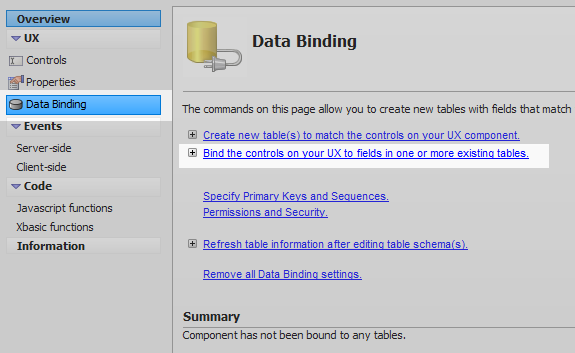 Overview
UX
Controls
Properties
Data Binding
Events
Server-side
Client-side
Code
Javascript functions
Xbasic functions
Information
Data Binding
The commands on this page allow you to create new tables with fields that match
Create new table(s) to match the controls on your UX component.
Bind the controls on your UX to fields in one or more existing tables.
Specify Primary Keys and Sequences.
Permissions and Security.
Refresh table information after editing table schema(s).
Remove all Data Binding settings.
Summary
Component has not been bound to any tables.